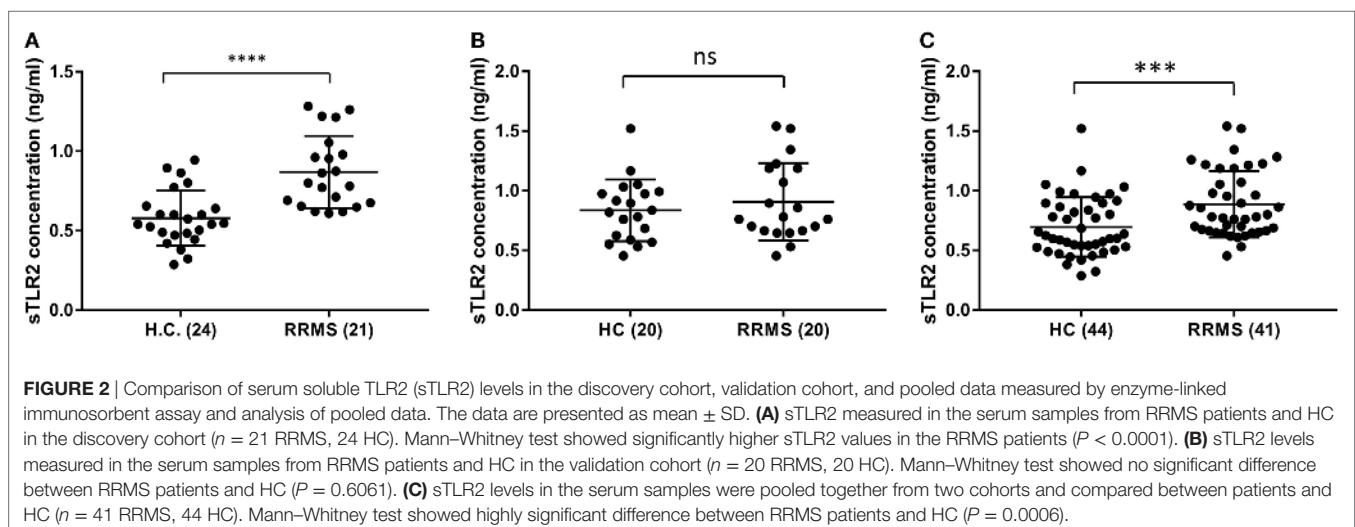 A
B
C
****
ns
***
sTLR2 concentration (ng/ml)
1.5
1.0
0.5
0.0
H.C. (24)
RRMS (21)
sTLR2 concentration (ng/ml)
2.0
1.5
1.0
0.5
0.0
HC (20)
RRMS (20)
sTLR2 concentration (ng/ml)
2.0
1.5
1.0
0.5
0.0
HC (44)
RRMS (41)
FIGURE 2 | Comparison of serum soluble TLR2 (sTLR2) levels in the discovery cohort, validation cohort, and pooled data measured by enzyme-linked
immunosorbent assay and analysis of pooled data. The data are presented as mean ± SD. (A) sTLR2 measured in the serum samples from RRMS patients and HC
in the discovery cohort (n = 21 RRMS, 24 HC). Mann–Whitney test showed significantly higher sTLR2 values in the RRMS patients (P < 0.0001). (B) sTLR2 levels
measured in the serum samples from RRMS patients and HC in the validation cohort (n = 20 RRMS, 20 HC). Mann–Whitney test showed no significant difference
between RRMS patients and HC (P = 0.6061). (C) sTLR2 levels in the serum samples were pooled together from two cohorts and compared between patients and
HC (n = 41 RRMS, 44 HC). Mann–Whitney test showed highly significant difference between RRMS patients and HC (P = 0.0006).